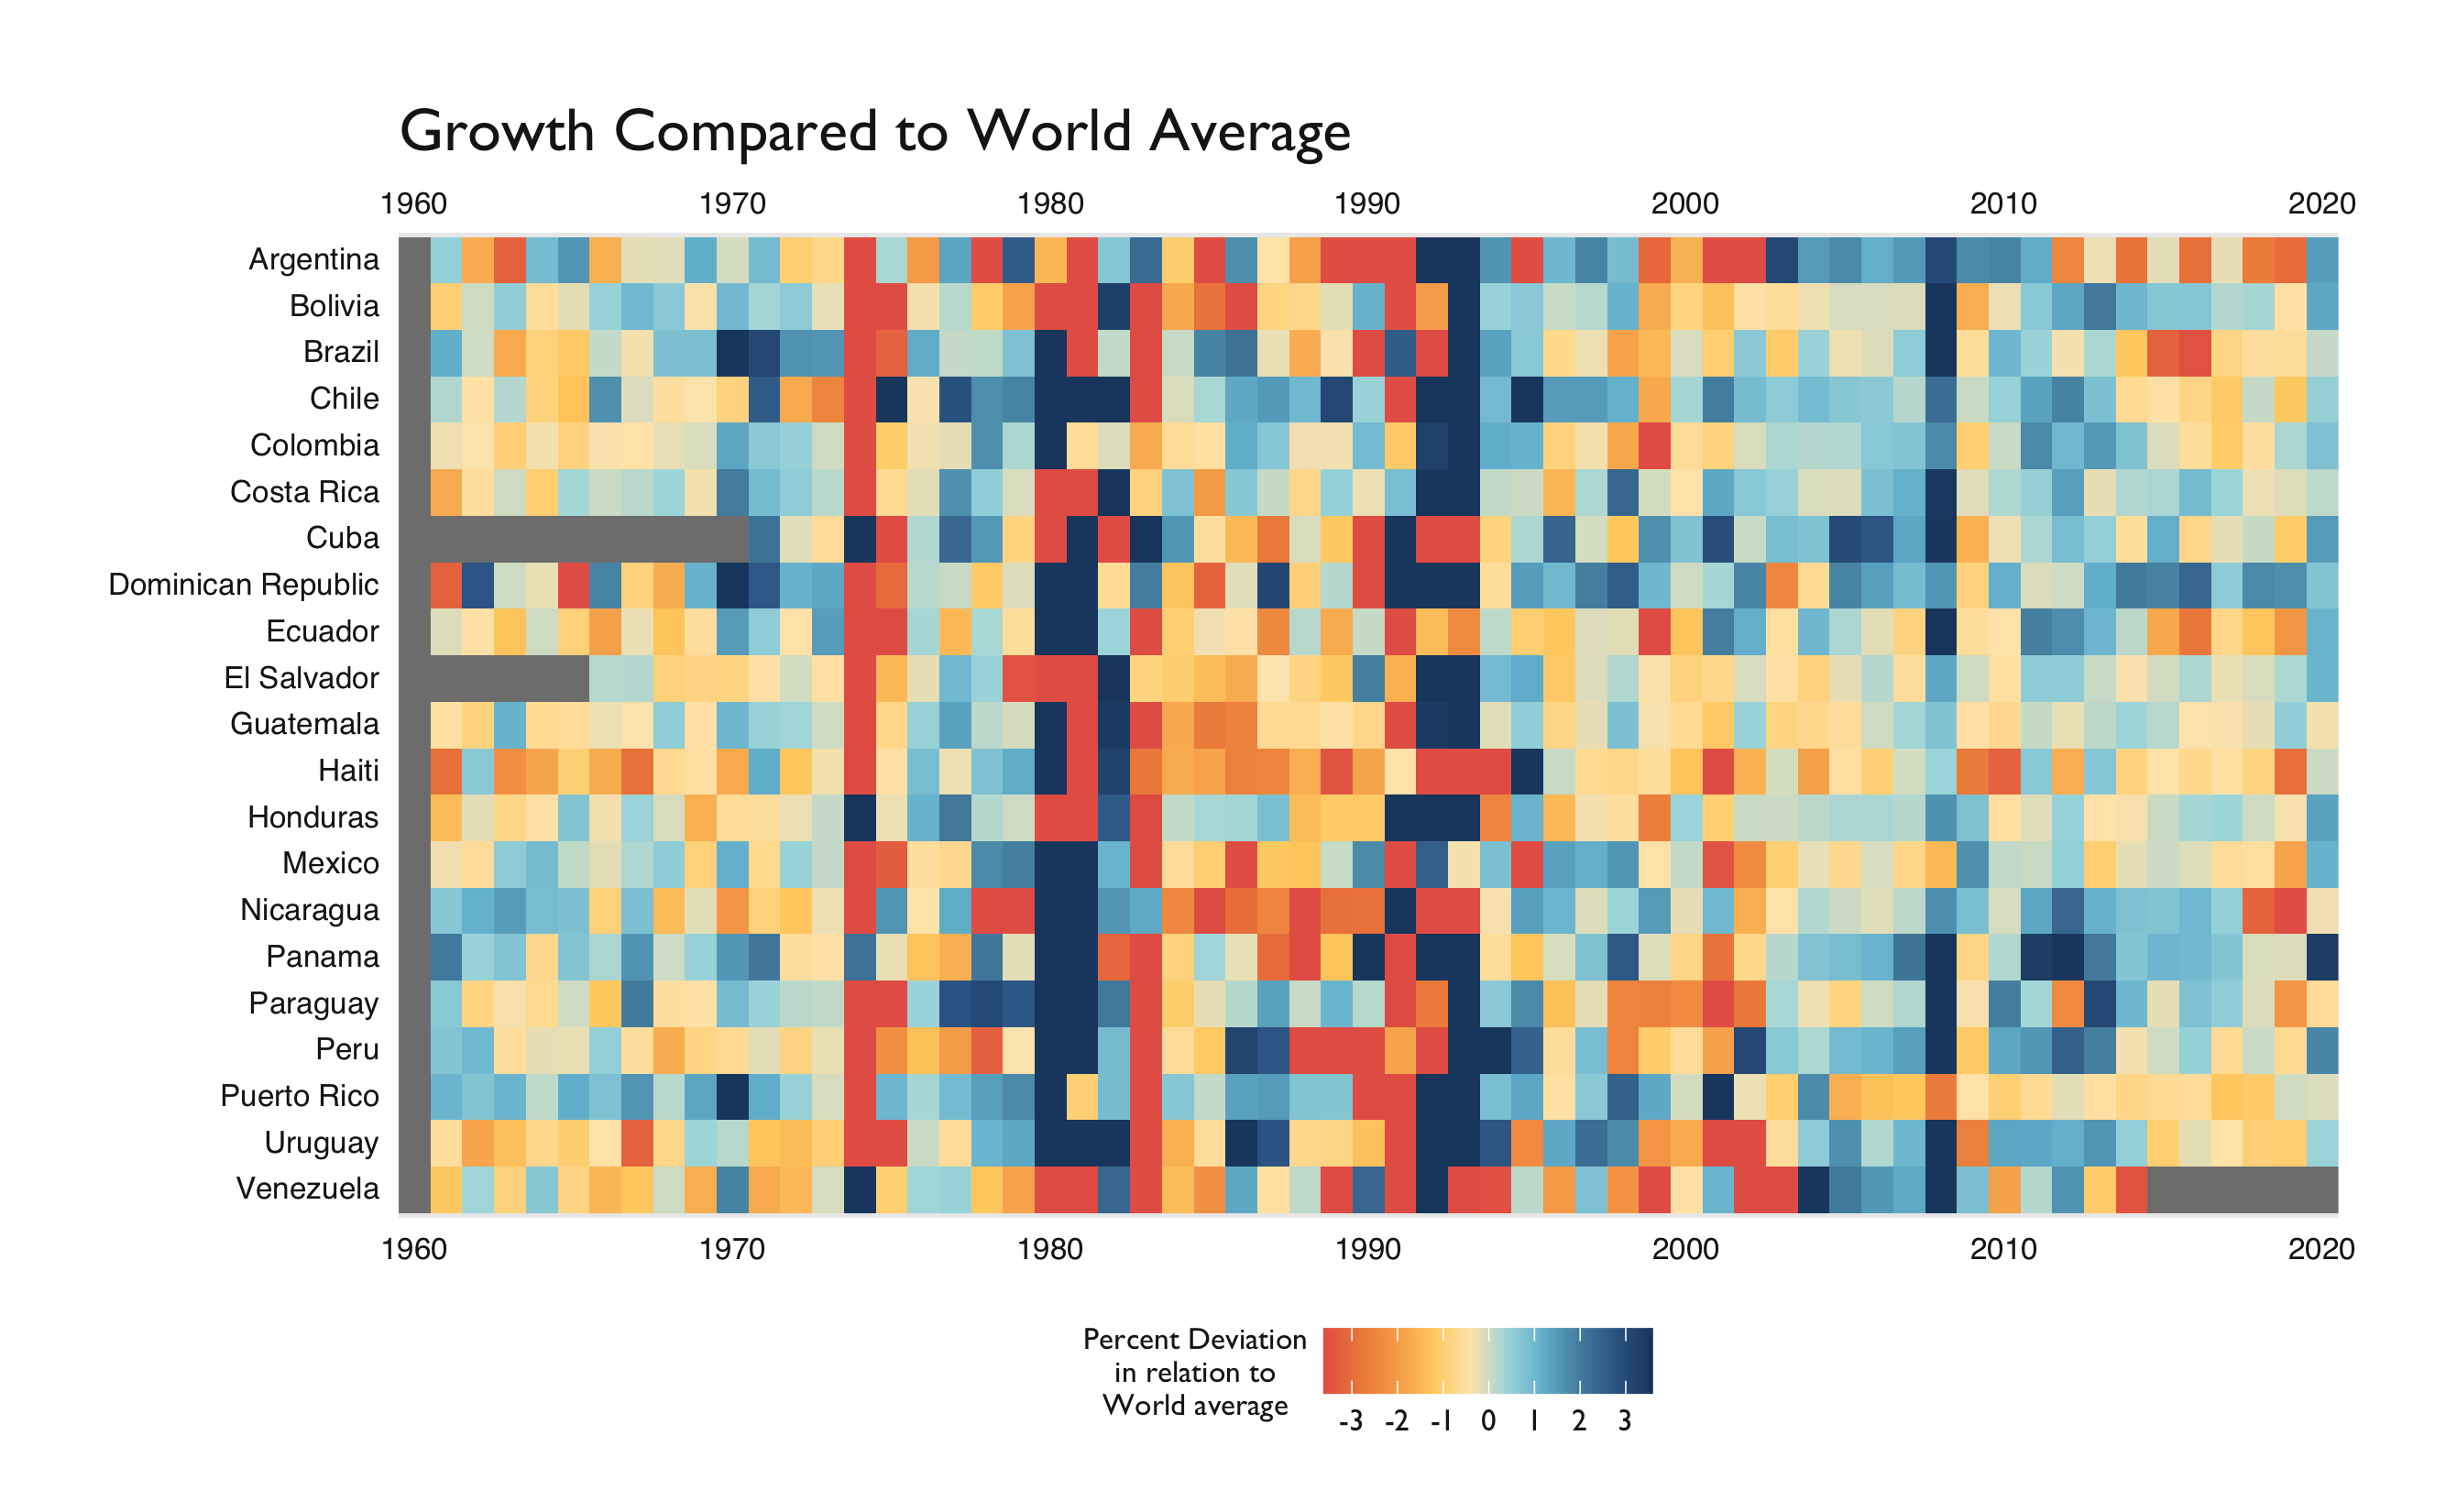 Growth Compared to World Average
1960 1970 1980 1990 2000 2010 2020
Argentina
Bolivia
Brazil
Chile
Colombia
Costa Rica
Cuba
Dominican Republic
Ecuador
El Salvador
Guatemala
Haiti
Honduras
Mexico
Nicaragua
Panama
Paraguay
Peru
Puerto Rico
Uruguay
Venezuela
1960 1970 1980 1990 2000 2010 2020
Percent Deviation
in relation to
World average
-3 -2 -1 0 1 2 3